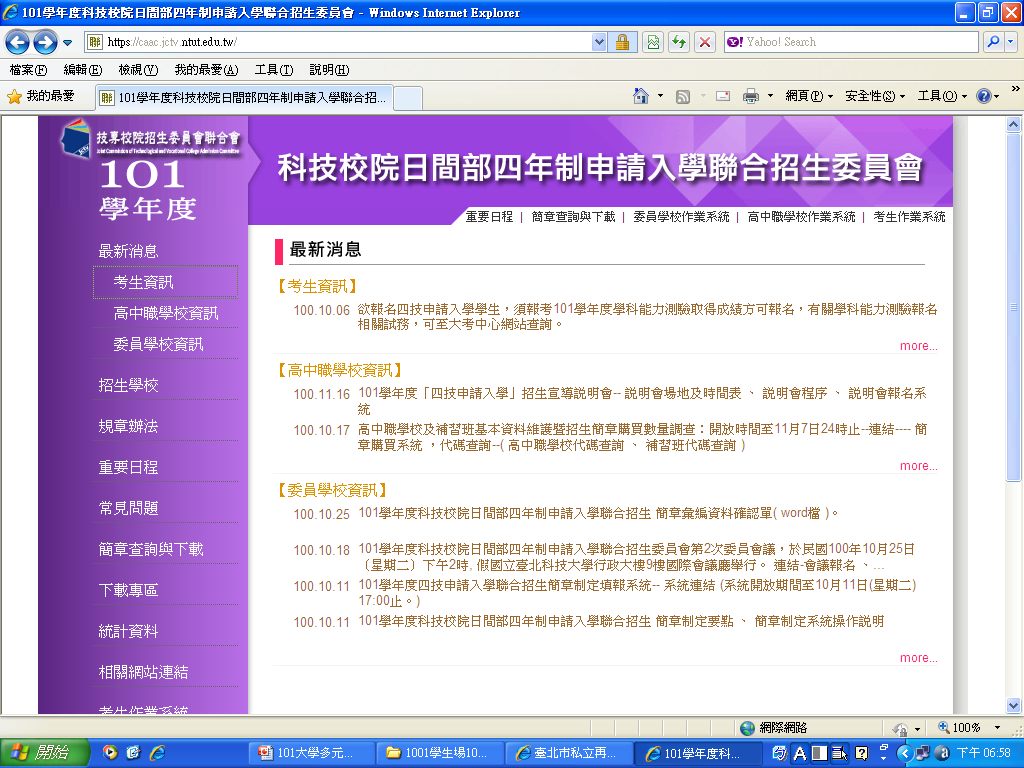 101學年度科技校院日間部四年制申請入學聯合招生委員會 - Windows Internet Explorer
https://caac.jctv.ntut.edu.tw/
Yahoo! Search
檔案(F) 編輯(E) 檢視(V) 我的最愛(A) 工具(T) 說明(H)
我的最愛 101學年度科技校院日間部四年制申請入學聯合招... 網頁(P) 安全性(S) 工具(O)
技專校院招生委員會聯合會
Joint Commission of Technological and Vocational College Admission Committee
101
學年度
科技校院日間部四年制申請入學聯合招生委員會
重要日程 | 簡章查詢與下載 | 委員學校作業系統 | 高中職學校作業系統 | 考生作業系統
最新消息
考生資訊
高中職學校資訊
委員學校資訊
招生學校
規章辦法
重要日程
常見問題
簡章查詢與下載
下載專區
統計資料
相關網站連結
考生作業系統
最新消息
【考生資訊】
100.10.06 欲報名四技申請入學學生，須報考101學年度學科能力測驗取得成績方可報名，有關學科能力測驗報名
相關試務，可至大考中心網站查詢。
more...
【高中職學校資訊】
100.11.16 101學年度「四技申請入學」招生宣導說明會-- 說明會場地及時間表 、 說明會程序 、 說明會報名系
統
100.10.17 高中職學校及補習班基本資料維護暨招生簡章購買數量調查：開放時間至11月7日24時止--連結---- 簡
章購買系統 ，代碼查詢--( 高中職學校代碼查詢 、 補習班代碼查詢 )
more...
【委員學校資訊】
100.10.25 101學年度科技校院日間部四年制申請入學聯合招生 簡章彙編資料確認單( word檔 )。
100.10.18 101學年度科技校院日間部四年制申請入學聯合招生委員會第2次委員會議，於民國100年10月25日
〔星期二〕下午2時, 假國立臺北科技大學行政大樓9樓國際會議廳舉行。 連結-會議報名 、...
100.10.11 101學年度四技申請入學聯合招生簡章制定填報系統-- 系統連結 (系統開放期間至10月11日(星期二)
17:00止。)
100.10.11 101學年度科技校院日間部四年制申請入學聯合招生 簡章制定要點 、 簡章制定系統操作說明
more...
網際網路 100%
開始 101大學多元... 1001學生場10... 臺北市私立再... 101學年度科... 下午 06:58